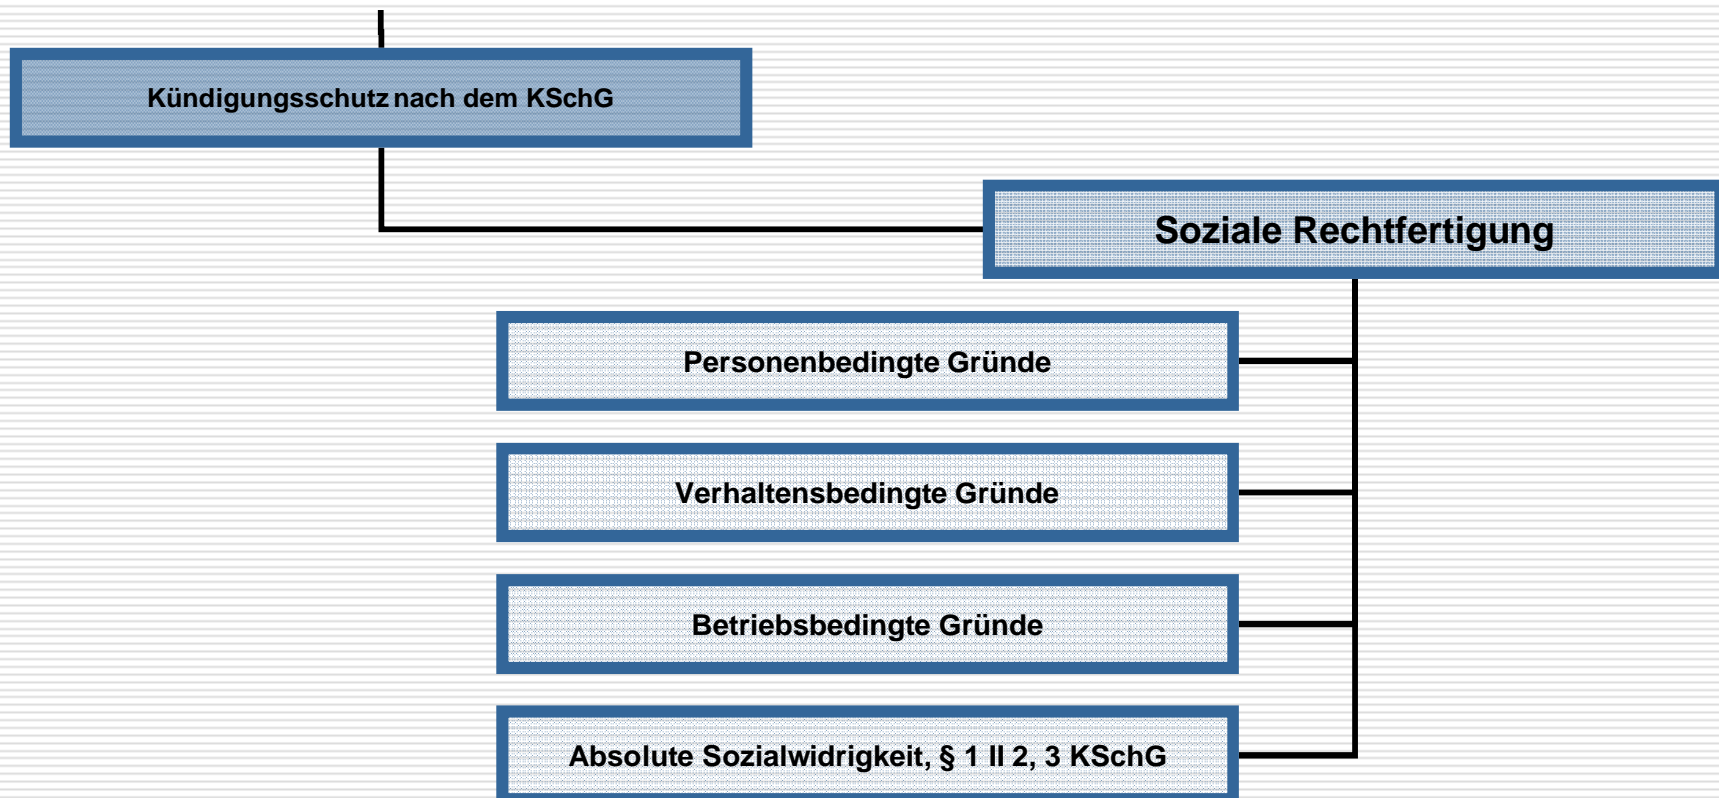 Kündigungsschutz nach dem KSchG
Soziale Rechtfertigung
Personenbedingte Gründe
Verhaltensbedingte Gründe
Betriebsbedingte Gründe
Absolute Sozialwidrigkeit, § 1 II 2, 3 KSchG